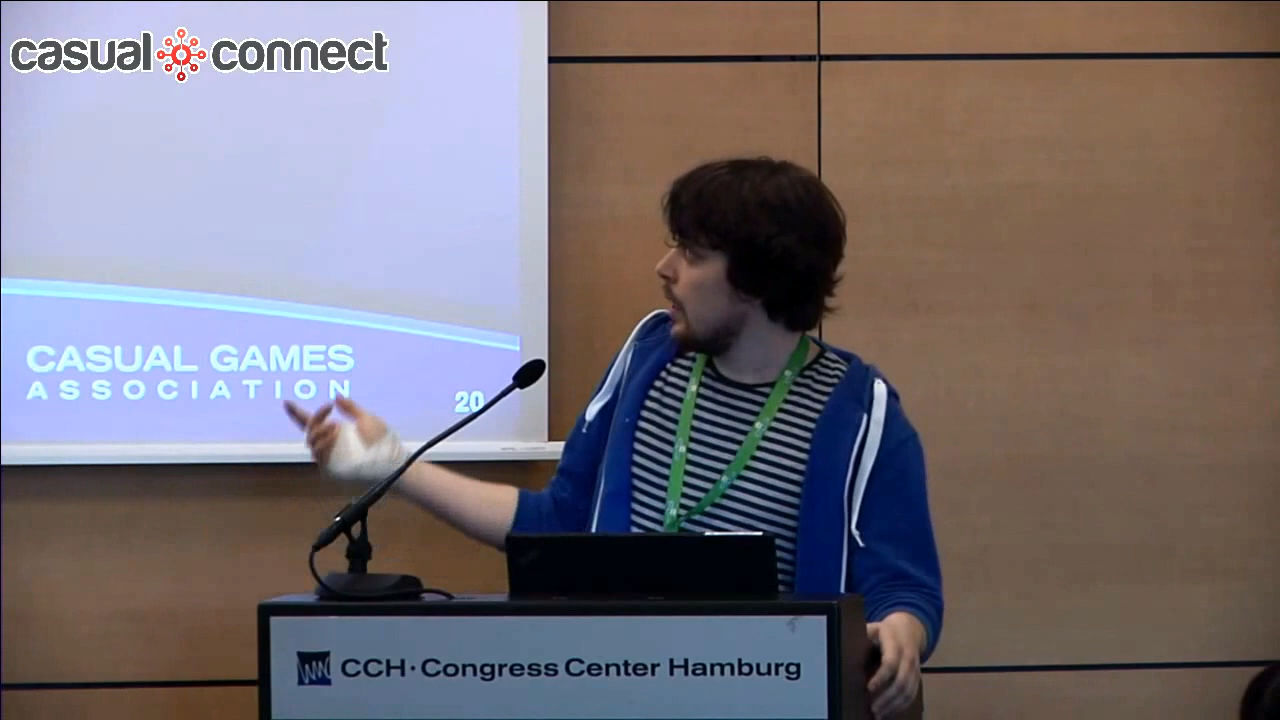 casual connect
CASUAL GAMES
ASSOCIATION
20
CCH·Congress Center Hamburg